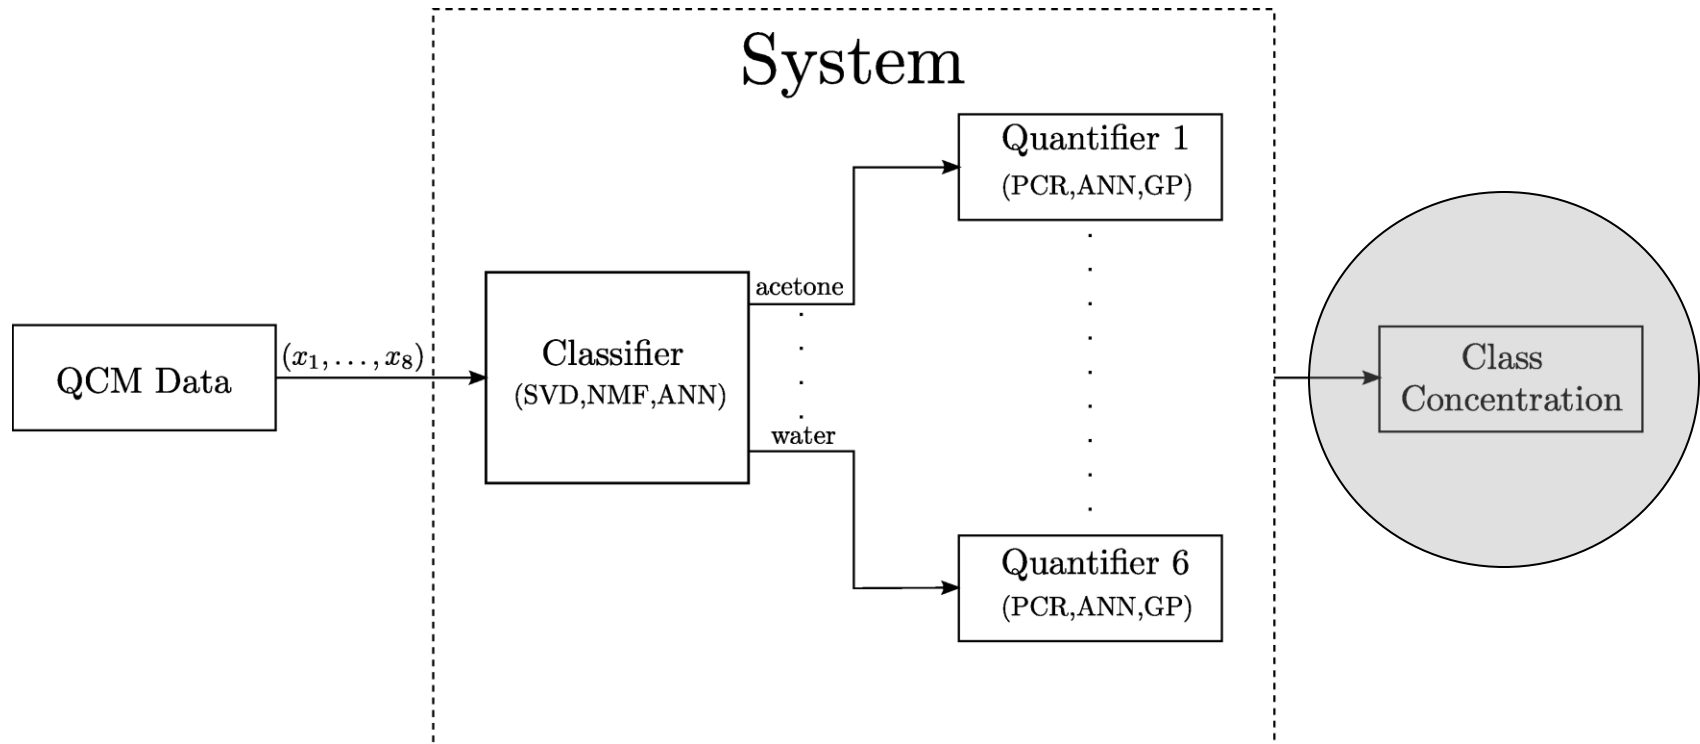 System
Quantifier 1
(PCR,ANN,GP)
acetone
QCM Data
(x₁, . . . , x₈)
Classifier
(SVD,NMF,ANN)
water
Quantifier 6
(PCR,ANN,GP)
Class
Concentration